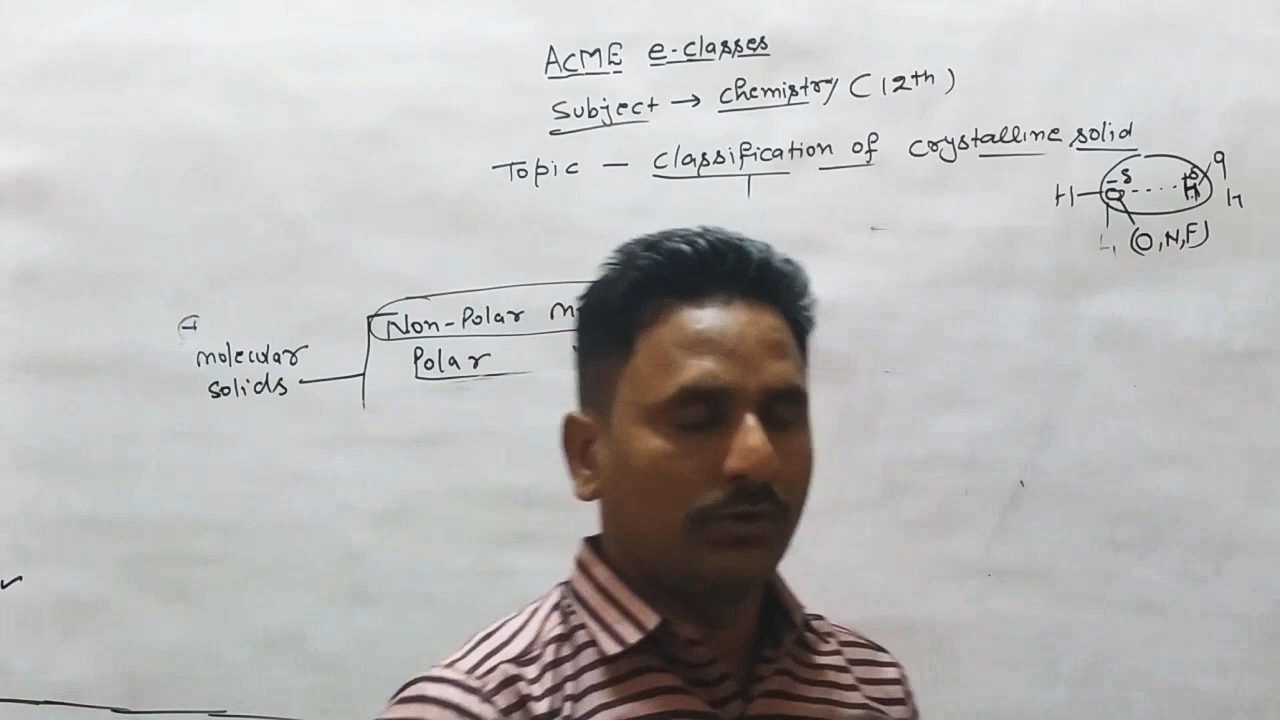 AcME e-classes
Subject → chemistry (12th)
Topic - classification of crystalline solid
H - O ---- H
(O,N,F)
Non-Polar
molecular
Polar
solids